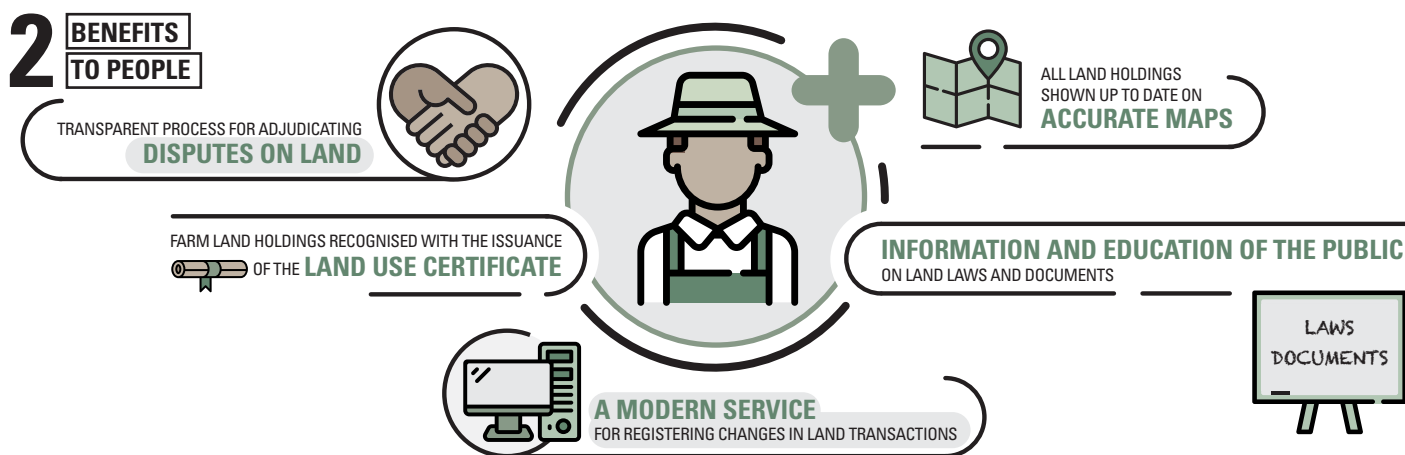 2 BENEFITS
TO PEOPLE
TRANSPARENT PROCESS FOR ADJUDICATING
DISPUTES ON LAND
ALL LAND HOLDINGS
SHOWN UP TO DATE ON
ACCURATE MAPS
FARM LAND HOLDINGS RECOGNISED WITH THE ISSUANCE
OF THE LAND USE CERTIFICATE
INFORMATION AND EDUCATION OF THE PUBLIC
ON LAND LAWS AND DOCUMENTS
LAWS
DOCUMENTS
A MODERN SERVICE
FOR REGISTERING CHANGES IN LAND TRANSACTIONS